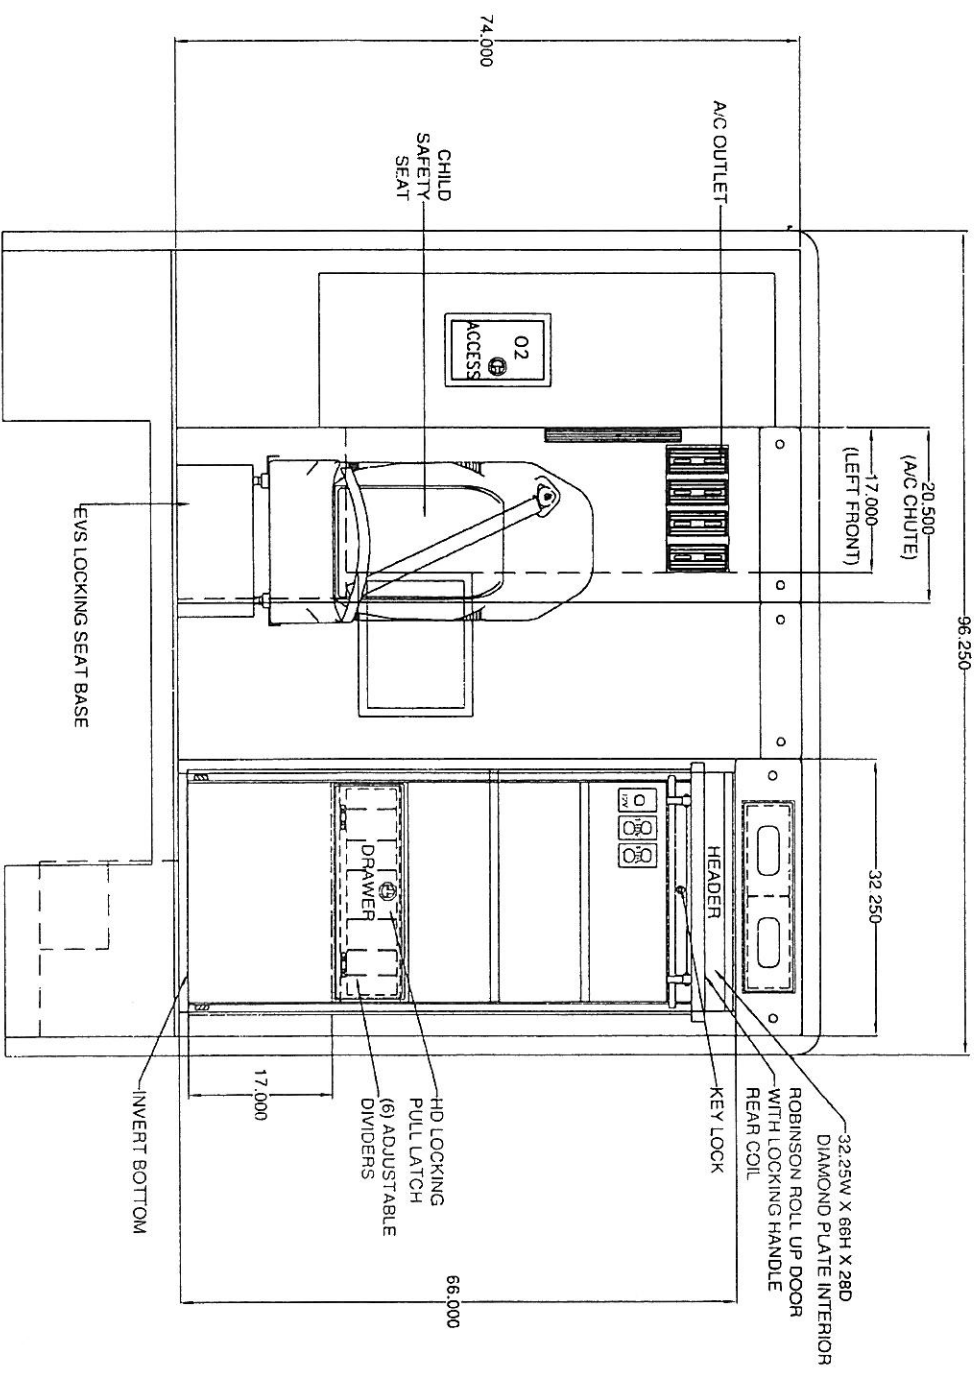 96.250
20.500
(A/C CHUTE)
17.000
(LEFT FRONT)
32.250
74.000
A/C OUTLET
CHILD
SAFETY
SEAT
O2
ACCESS
EVS LOCKING SEAT BASE
HEADER
12V
DRAWER
32.25W X 66H X 28D
DIAMOND PLATE INTERIOR
ROBINSON ROLL UP DOOR
WITH LOCKING HANDLE
REAR COIL
KEY LOCK
66.000
HD LOCKING
PULL LATCH
(6) ADJUSTABLE
DIVIDERS
17.000
INVERT BOTTOM